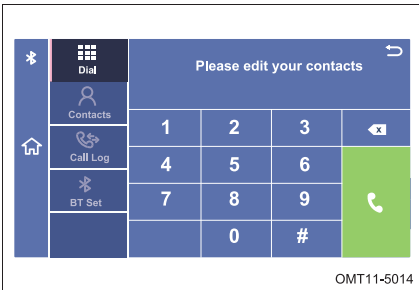 Dial
Please edit your contacts
Contacts
1 2 3 x
Call Log
4 5 6
BT Set
7 8 9
0 #
OMT11-5014